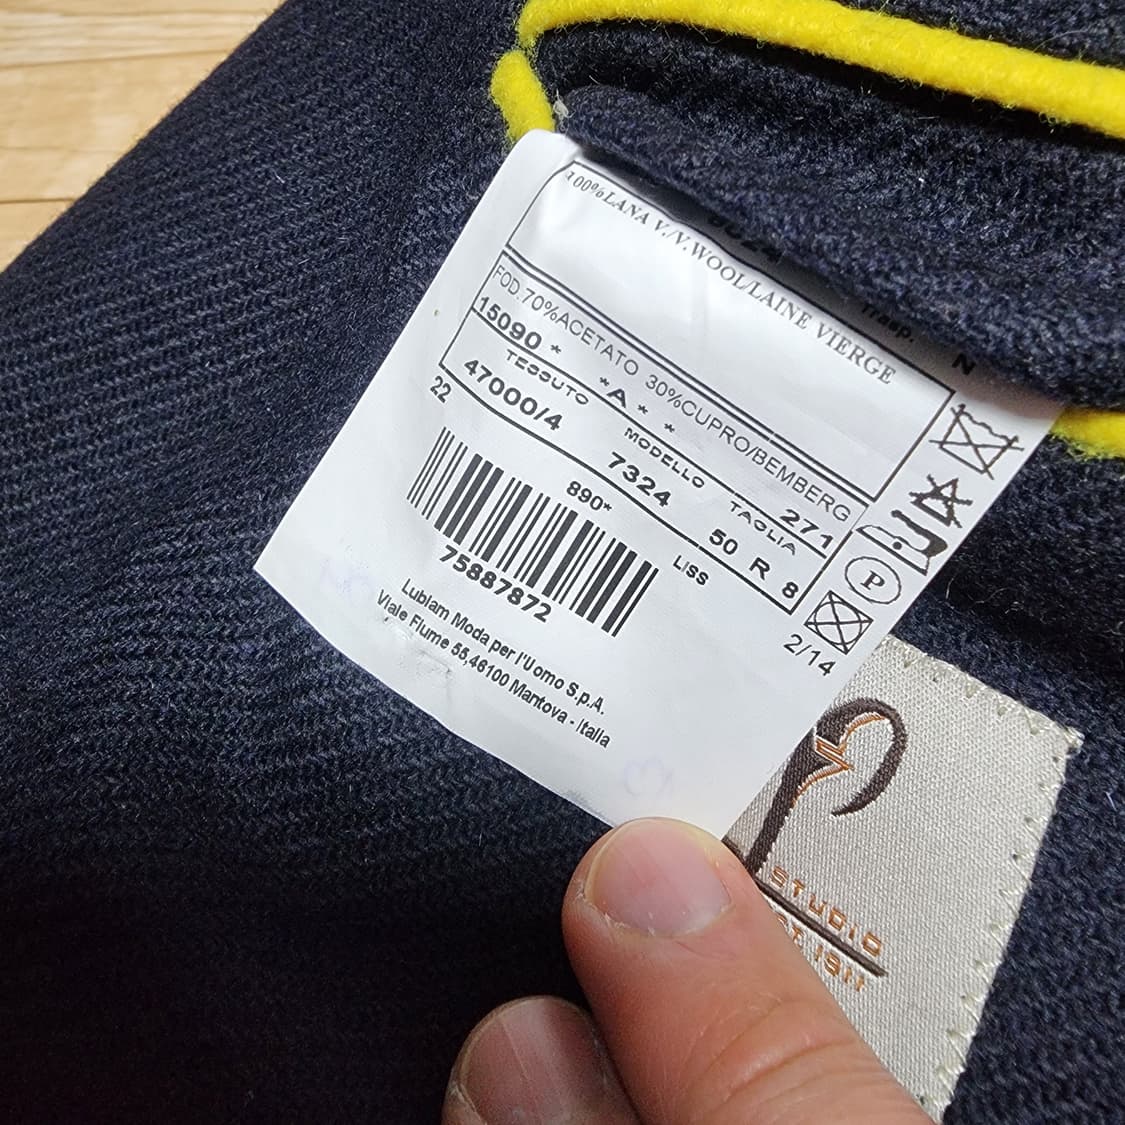 100%LANA V./V.WOOL/LAINE VIERGE
Trasp.
N
FOD.70%ACETATO 30%CUPRO/BEMBERG
15090 * *A * * 271
TESSUTO MODELLO TAGLIA
47000/4 7324 50 R 8
22 890* LISS
75887872
2/14
P
Lubiam Moda per l'Uomo S.p.A.
Viale Fiume 55,46100 Mantova - Italia
STUDIO
1911